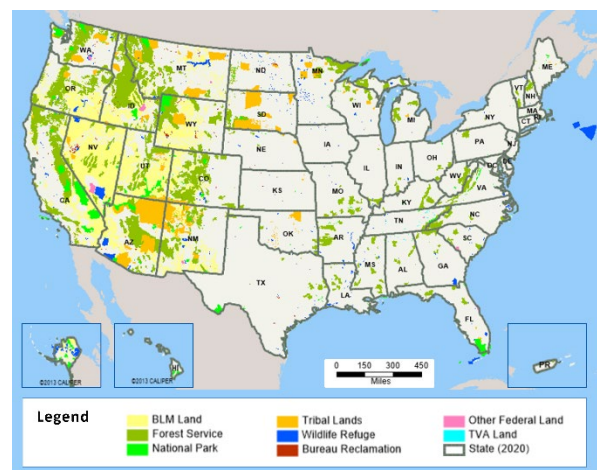 WA
MT
ND
MN
ME
OR
ID
WI
VT
NH
SD
MI
NY
MA
CT
RI
WY
IA
PA
NJ
NE
NV
UT
IL
IN
OH
DC
DE
CO
WV
VA
CA
KS
MO
KY
NC
TN
AZ
NM
OK
AR
SC
MS
AL
GA
TX
LA
FL
0 150 300 450
Miles
HI
PR
©2013 CALIPER
©2013 CALIPER
Legend
BLM Land
Forest Service
National Park
Tribal Lands
Wildlife Refuge
Bureau Reclamation
Other Federal Land
TVA Land
State (2020)